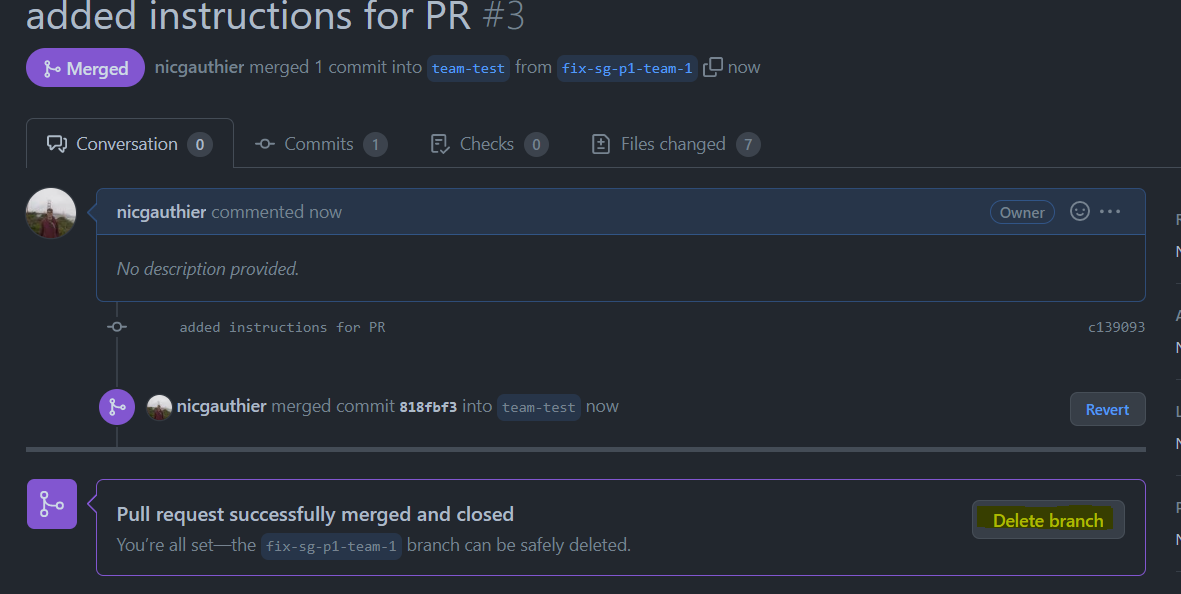 added instructions for PR #3
Merged nicgauthier merged 1 commit into team-test from fix-sg-p1-team-1 now
Conversation 0 Commits 1 Checks 0 Files changed 7
nicgauthier commented now Owner
No description provided.
added instructions for PR c139093
nicgauthier merged commit 818fbf3 into team-test now Revert
Pull request successfully merged and closed
Delete branch
You’re all set—the fix-sg-p1-team-1 branch can be safely deleted.